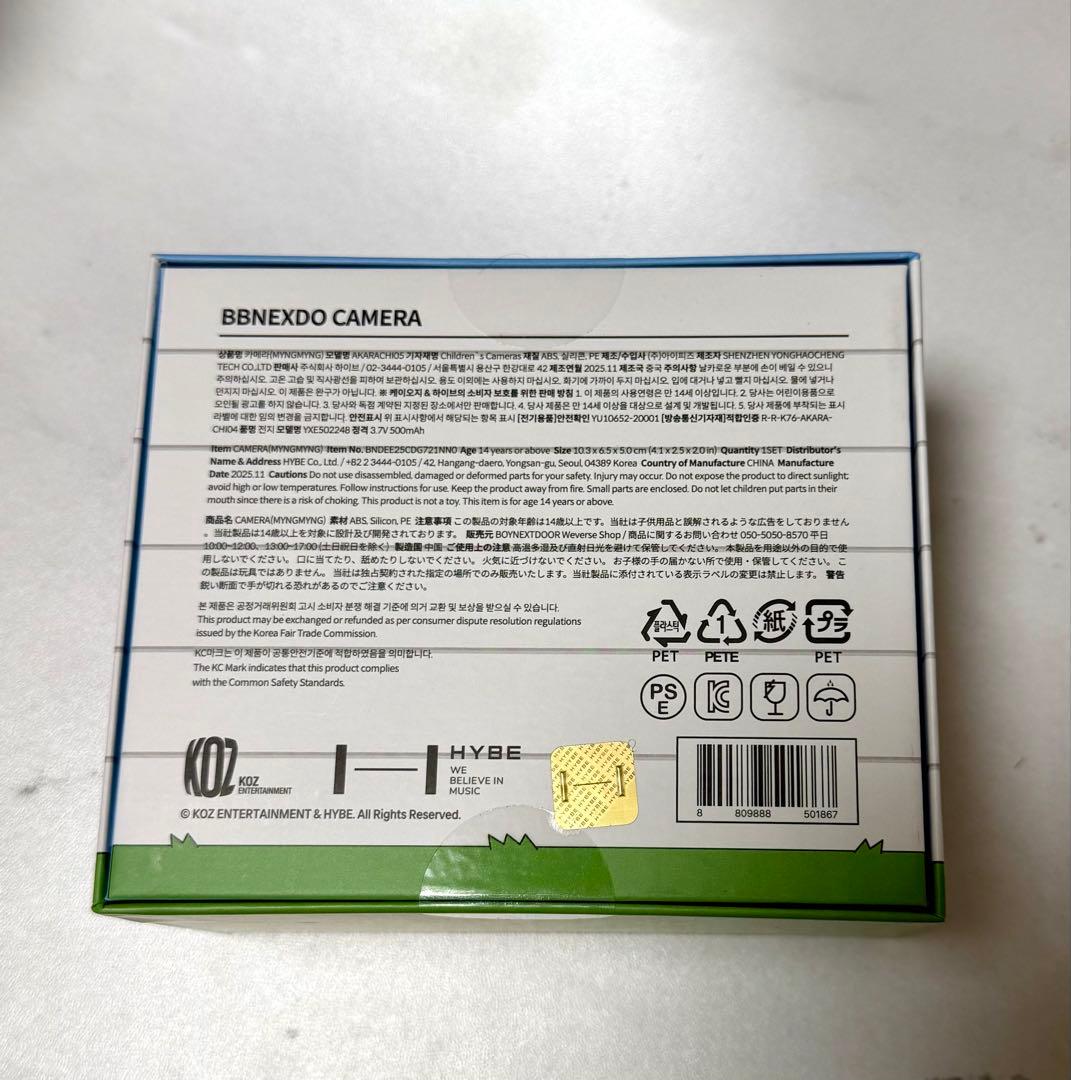 BBNEXDO CAMERA
상품명 카메라(MYNGMYNG) 모델명 AKARACHI05 기자재명 Children`s Cameras 재질 ABS, 실리콘, PE 제조/수입사 (주)아이피즈 제조자 SHENZHEN YONGHAOCHENG
TECH CO.,LTD 판매사 주식회사 하이브 / 02-3444-0105 / 서울특별시 용산구 한강대로 42 제조연월 2025.11 제조국 중국 주의사항 날카로운 부분에 손이 베일 수 있으니
주의하십시오. 고온 고습 및 직사광선을 피하여 보관하십시오. 용도 이외에는 사용하지 마십시오. 화기에 가까이 두지 마십시오. 입에 대거나 넣고 빨지 마십시오. 물에 넣거나
던지지 마십시오. 이 제품은 완구가 아닙니다. ※ 케이오지 & 하이브의 소비자 보호를 위한 판매 방침 1. 이 제품의 사용연령은 만 14세 이상입니다. 2. 당사는 어린이용품으로
오인될 광고를 하지 않습니다. 3. 당사와 독점 계약된 지정된 장소에서만 판매합니다. 4. 당사 제품은 만 14세 이상을 대상으로 설계 및 개발됩니다. 5. 당사 제품에 부착되는 표시
라벨에 대한 임의 변경을 금지합니다. 안전표시 위 표시사항에서 해당되는 항목 표시 [전기용품]안전확인 YU10652-20001 [방송통신기자재]적합인증 R-R-K76-AKARA-
CHI04 품명 전지 모델명 YXE502248 정격 3.7V 500mAh
Item CAMERA(MYNGMYNG) Item No. BNDEE25CDG721NN0 Age 14 years or above Size 10.3 x 6.5 x 5.0 cm (4.1 x 2.5 x 2.0 in) Quantity 1SET Distributor's
Name & Address HYBE Co., Ltd. / +82 2 3444-0105 / 42, Hangang-daero, Yongsan-gu, Seoul, 04389 Korea Country of Manufacture CHINA Manufacture
Date 2025.11 Cautions Do not use disassembled, damaged or deformed parts for your safety. Injury may occur. Do not expose the product to direct sunlight;
avoid high or low temperatures. Follow instructions for use. Keep the product away from fire. Small parts are enclosed. Do not let children put parts in their
mouth since there is a risk of choking. This product is not a toy. This item is for age 14 years or above.
商品名 CAMERA(MYNGMYNG) 素材 ABS, Silicon, PE 注意事項 この製品の対象年齢は14歳以上です。当社は子供用品と誤解されるような広告をしておりません
。当社製品は14歳以上を対象に設計及び開発されております。 販売元 BOYNEXTDOOR Weverse Shop / 商品に関するお問い合わせ 050-5050-8570 平日
10:00~12:00、13:00~17:00 (土日祝日を除く) 製造国 中国 ご使用上の注意 高温多湿及び直射日光を避けて保管してください。本製品を用途以外の目的で使
用しないでください。 口に当てたり、舐めたりしないでください。 火気に近づけないでください。 お子様の手の届かない所で使用・保管してください。 こ
の製品は玩具ではありません。 当社は独占契約された指定の場所でのみ販売いたします。当社製品に添付されている表示ラベルの変更は禁止します。 警告
鋭い断面で手が切れる恐れがあるのでご注意ください。
본 제품은 공정거래위원회 고시 소비자 분쟁 해결 기준에 의거 교환 및 보상을 받으실 수 있습니다.
This product may be exchanged or refunded as per consumer dispute resolution regulations
issued by the Korea Fair Trade Commission.
KC마크는 이 제품이 공통안전기준에 적합하였음을 의미합니다.
The KC Mark indicates that this product complies
with the Common Safety Standards.
플라스틱 1 紙 プラ
PET PETE PET
PS E KC
KOZ KOZ ENTERTAINMENT
HYBE
WE
BELIEVE IN
MUSIC
HYBE HYBE HYBE
© KOZ ENTERTAINMENT & HYBE. All Rights Reserved.
8 809888 501867